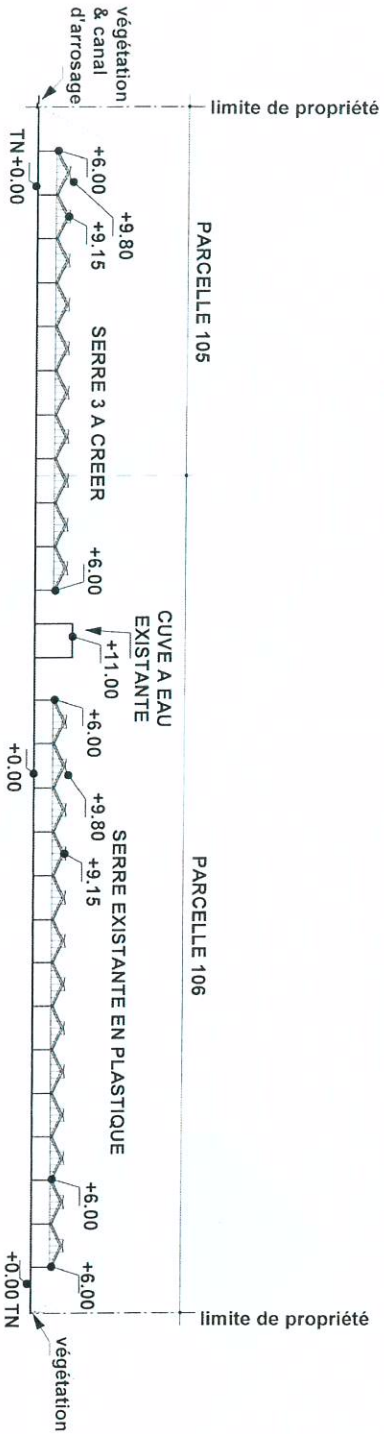 limite de propriété
végétation
& canal
d'arrosage
TN+0.00
+6.00
+9.80
+9.15
PARCELLE 105
SERRE 3 A CREER
+6.00
CUVE A EAU
EXISTANTE
+11.00
+6.00
+0.00
+9.80
+9.15
PARCELLE 106
SERRE EXISTANTE EN PLASTIQUE
+6.00
+6.00
+0.00 TN
limite de propriété
végétation